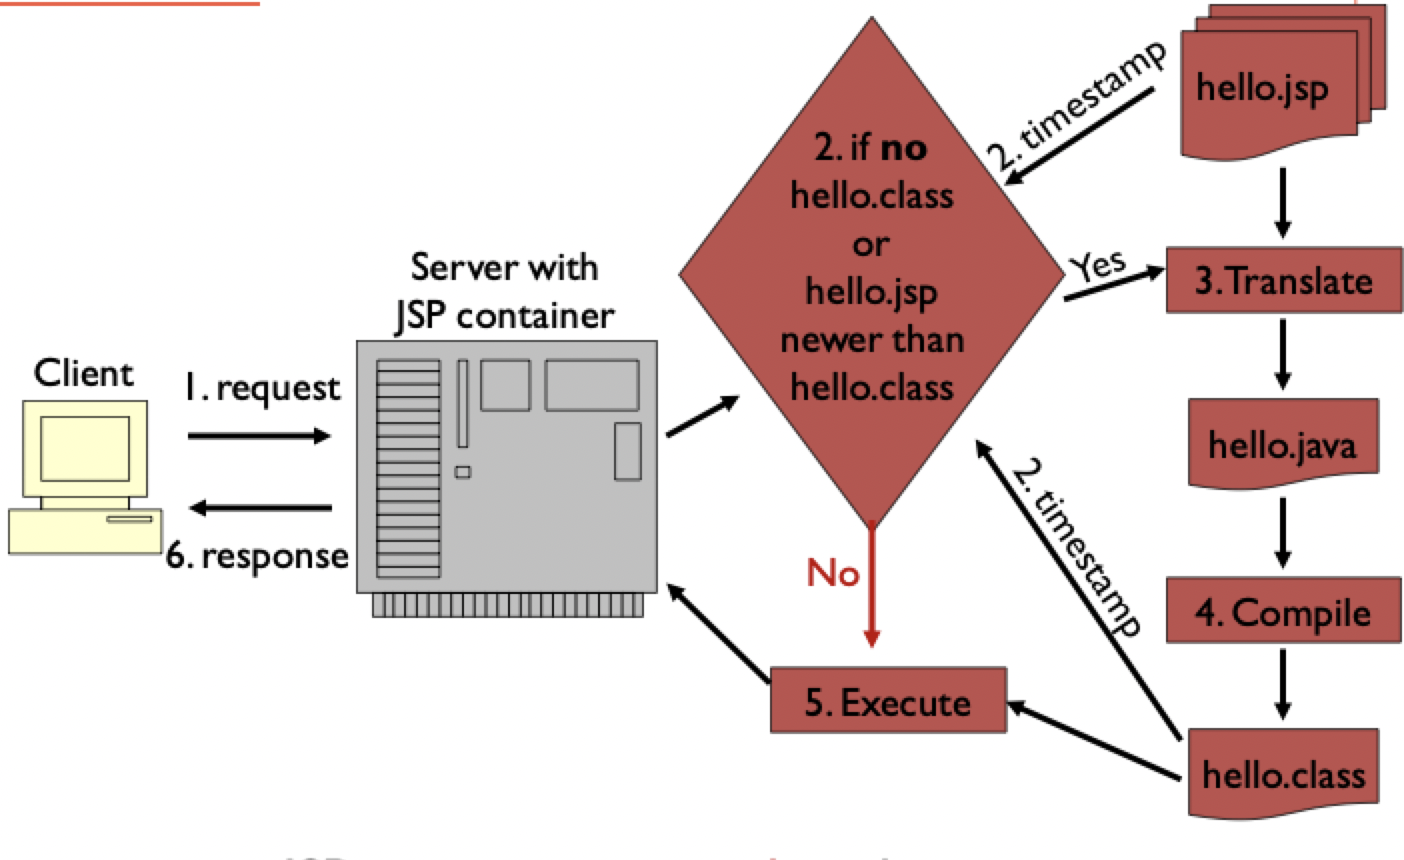 Client
1. request
6. response
Server with
JSP container
2. if no
hello.class
or
hello.jsp
newer than
hello.class
2. timestamp
hello.jsp
Yes
3. Translate
hello.java
4. Compile
hello.class
2. timestamp
No
5. Execute